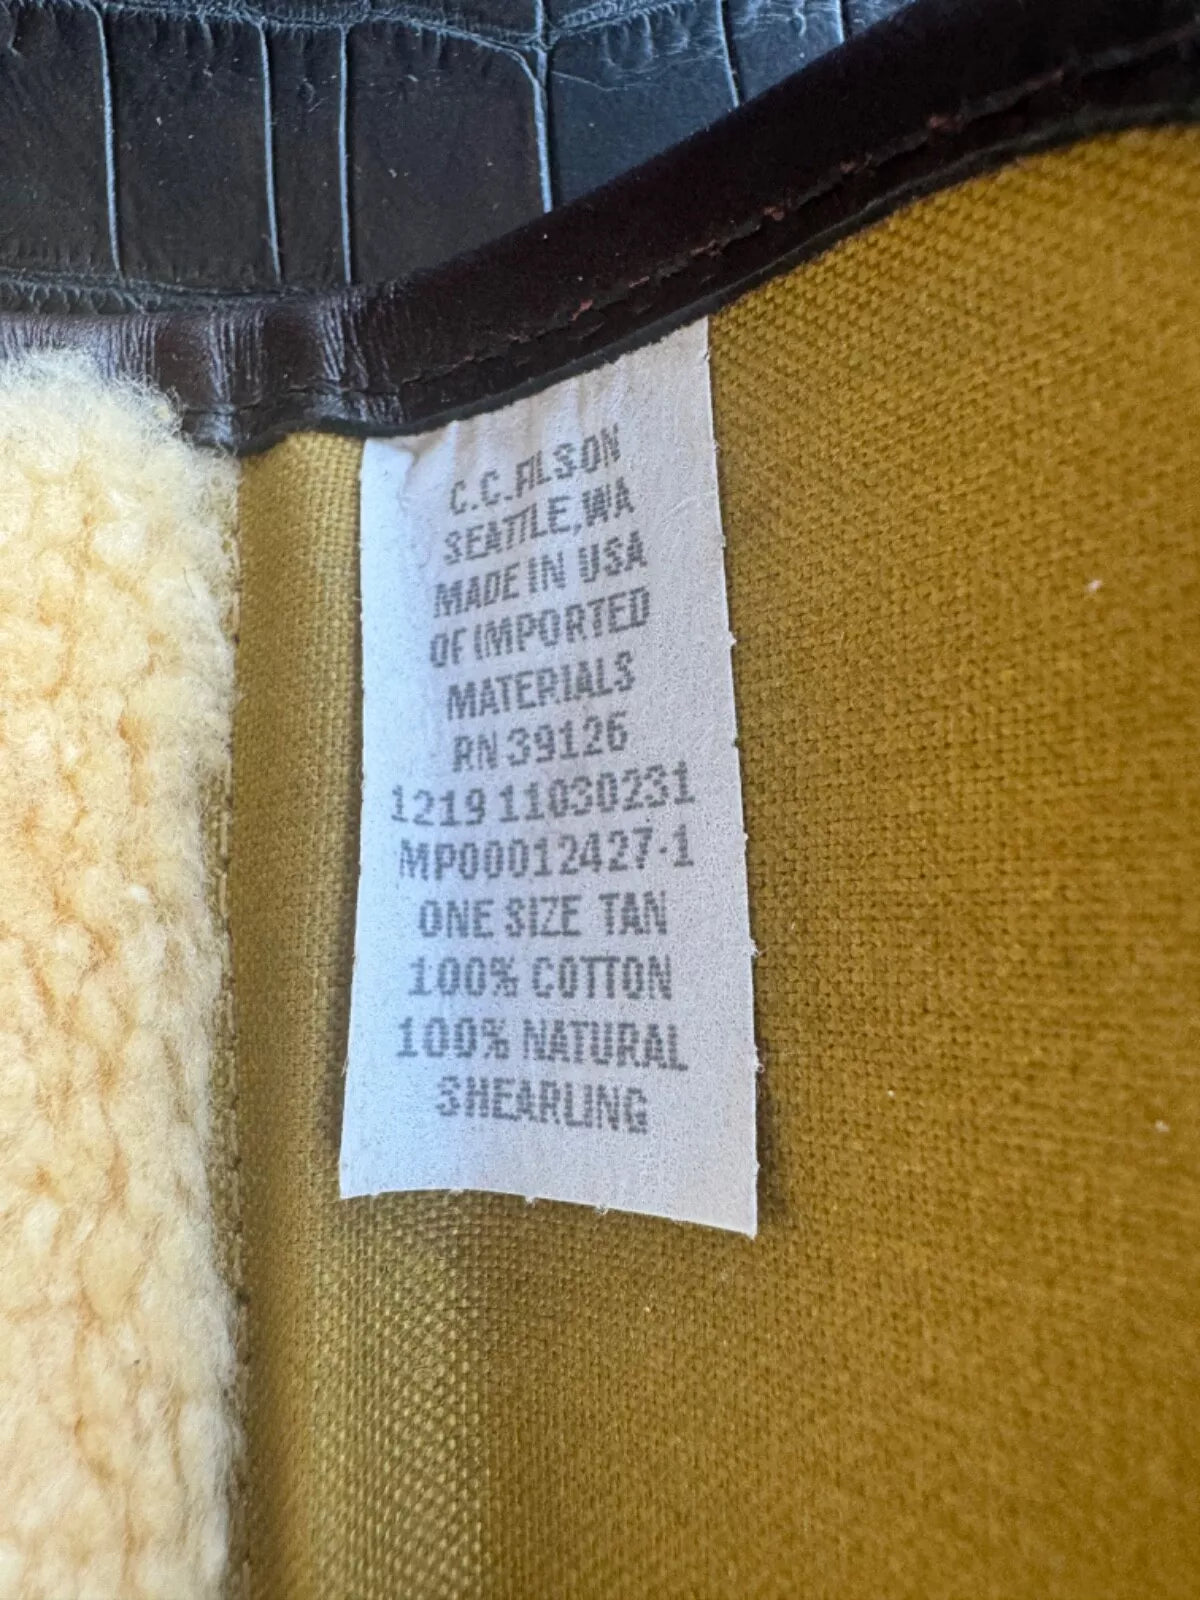 C.C. FILSON
SEATTLE, WA
MADE IN USA
OF IMPORTED
MATERIALS
RN 39126
1219 11030231
MP00012427-1
ONE SIZE TAN
100% COTTON
100% NATURAL
SHEARLING